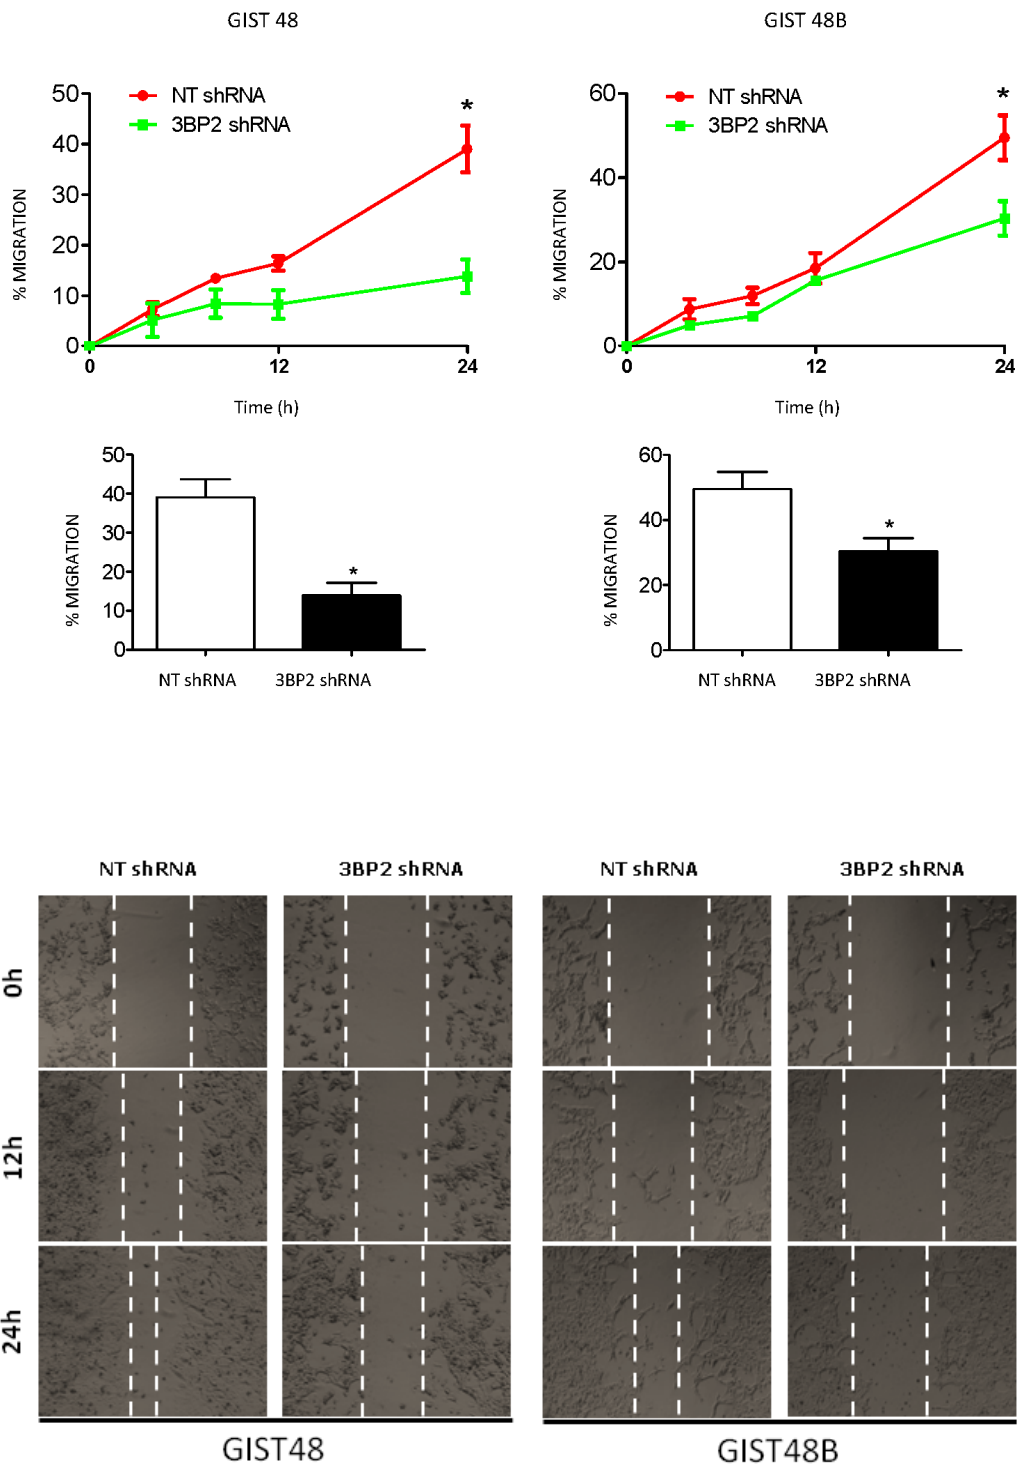 GIST 48
GIST 48B
NT shRNA
3BP2 shRNA
*
50
40
30
20
10
0
% MIGRATION
0
12
24
Time (h)
NT shRNA
3BP2 shRNA
*
60
40
20
0
% MIGRATION
0
12
24
Time (h)
50
40
30
20
10
0
% MIGRATION
*
NT shRNA
3BP2 shRNA
60
40
20
0
% MIGRATION
*
NT shRNA
3BP2 shRNA
NT shRNA
3BP2 shRNA
NT shRNA
3BP2 shRNA
0h
12h
24h
GIST48
GIST48B